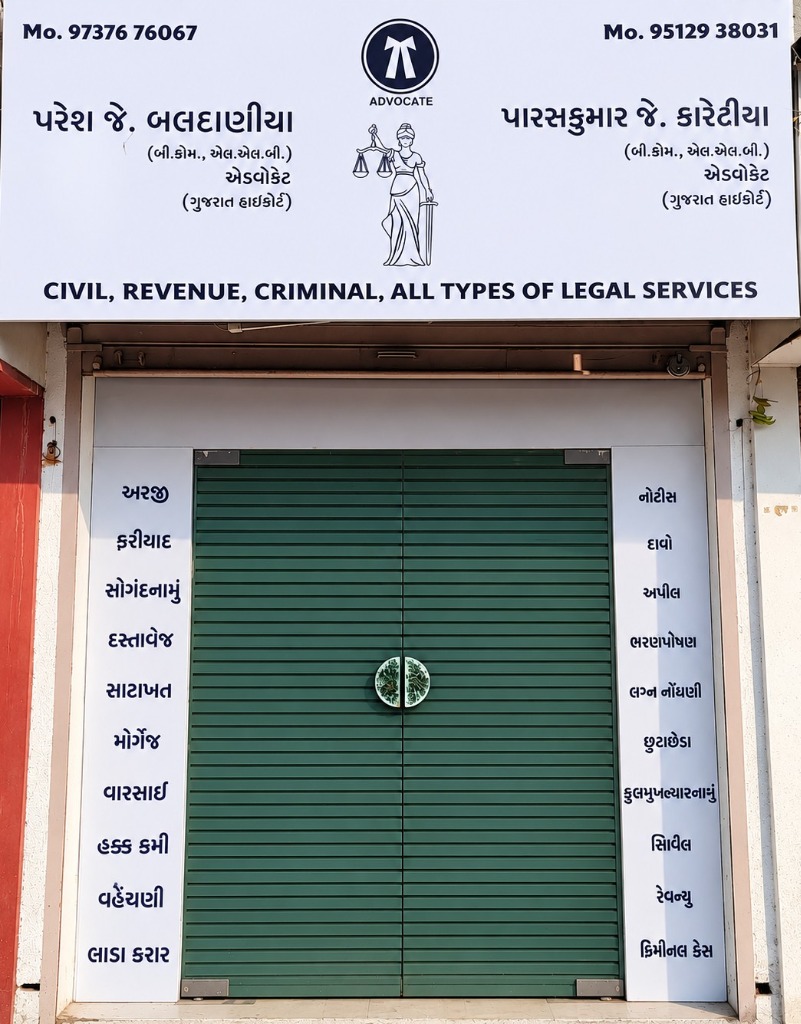 Mo. 97376 76067
Mo. 95129 38031
ADVOCATE
પરેશ જે. બલદાણીયા
(બી.કોમ., એલ.એલ.બી.)
એડવોકેટ
(ગુજરાત હાઈકોર્ટ)
પારસકુમાર જે. કારેટીયા
(બી.કોમ., એલ.એલ.બી.)
એડવોકેટ
(ગુજરાત હાઈકોર્ટ)
CIVIL, REVENUE, CRIMINAL, ALL TYPES OF LEGAL SERVICES
અરજી
ફરીયાદ
સોગંદનામું
દસ્તાવેજ
સાટાખત
મોર્ગેજ
વારસાઈ
હક્ક કમી
વહેંચણી
લાડા કરાર
નોટીસ
દાવો
અપીલ
ભરણપોષણ
લગ્ન નોંધણી
છુટાછેડા
કુલમુખત્યારનામું
સિવીલ
રેવન્યુ
ક્રિમીનલ કેસ